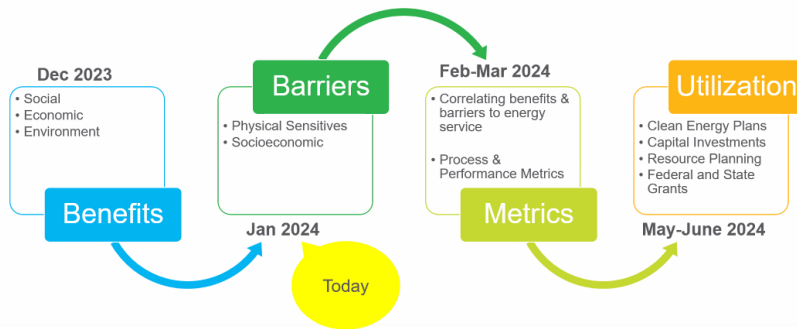 Dec 2023
• Social
• Economic
• Environment
Benefits
Barriers
• Physical Sensitives
• Socioeconomic
Jan 2024
Today
Feb-Mar 2024
• Correlating benefits &
barriers to energy
service
• Process &
Performance Metrics
Metrics
Utilization
• Clean Energy Plans
• Capital Investments
• Resource Planning
• Federal and State
Grants
May-June 2024